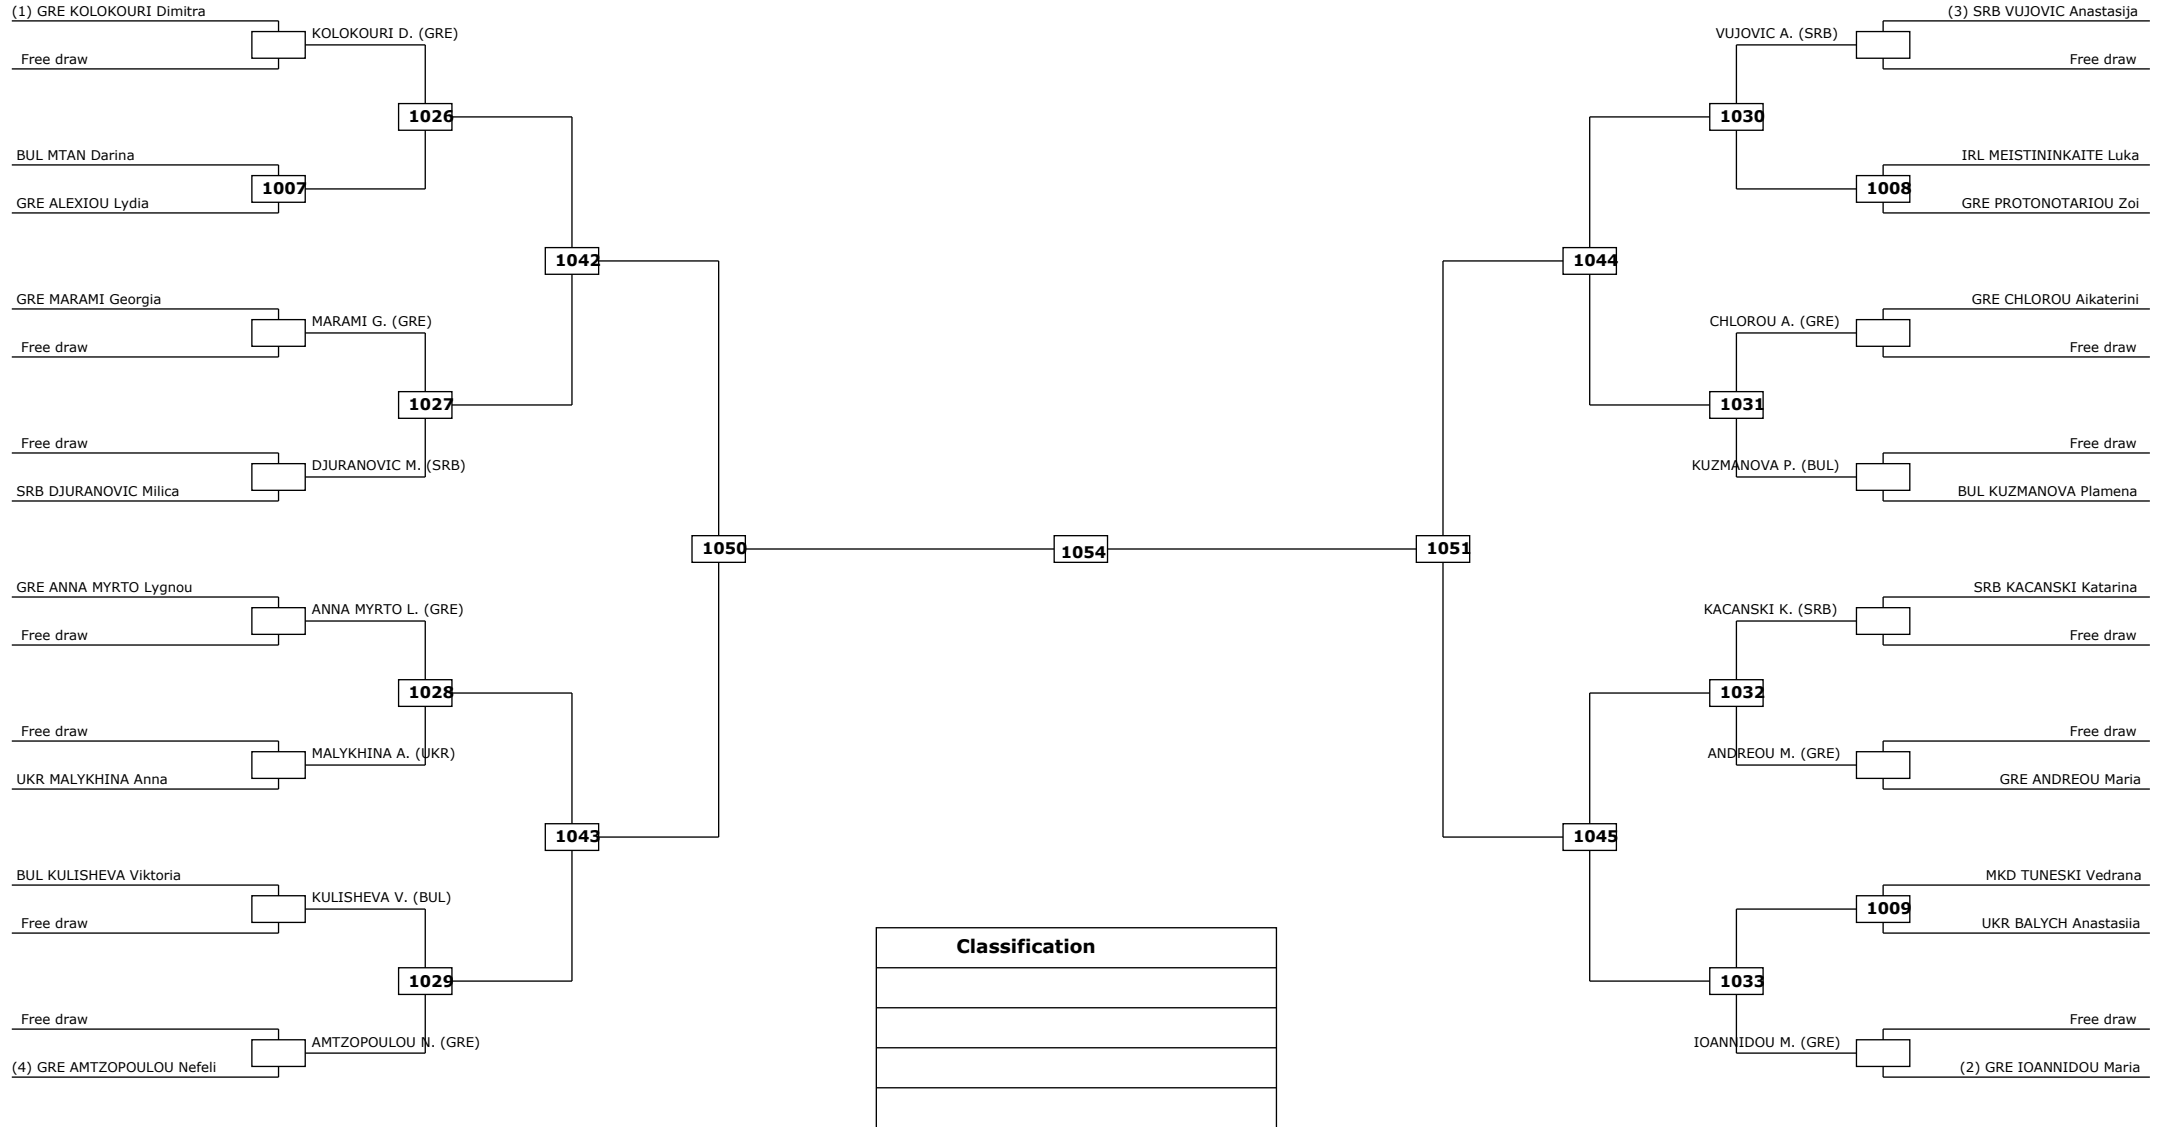 (1) GRE KOLOKOURI Dimitra
KOLOKOURI D. (GRE)
Free draw
1026
BUL MTAN Darina
1007
GRE ALEXIOU Lydia
1042
GRE MARAMI Georgia
MARAMI G. (GRE)
Free draw
1027
Free draw
DJURANOVIC M. (SRB)
SRB DJURANOVIC Milica
1050
GRE ANNA MYRTO Lygnou
ANNA MYRTO L. (GRE)
Free draw
1028
Free draw
MALYKHINA A. (UKR)
UKR MALYKHINA Anna
1043
BUL KULISHEVA Viktoria
KULISHEVA V. (BUL)
Free draw
1029
Free draw
AMTZOPOULOU N. (GRE)
(4) GRE AMTZOPOULOU Nefeli
1054
(3) SRB VUJOVIC Anastasija
VUJOVIC A. (SRB)
Free draw
1030
IRL MEISTININKAITE Luka
1008
GRE PROTONOTARIOU Zoi
1044
GRE CHLOROU Aikaterini
CHLOROU A. (GRE)
Free draw
1031
Free draw
KUZMANOVA P. (BUL)
BUL KUZMANOVA Plamena
1051
SRB KACANSKI Katarina
KACANSKI K. (SRB)
Free draw
1032
Free draw
ANDREOU M. (GRE)
GRE ANDREOU Maria
1045
MKD TUNESKI Vedrana
1009
UKR BALYCH Anastasiia
1033
Free draw
IOANNIDOU M. (GRE)
(2) GRE IOANNIDOU Maria
Classification